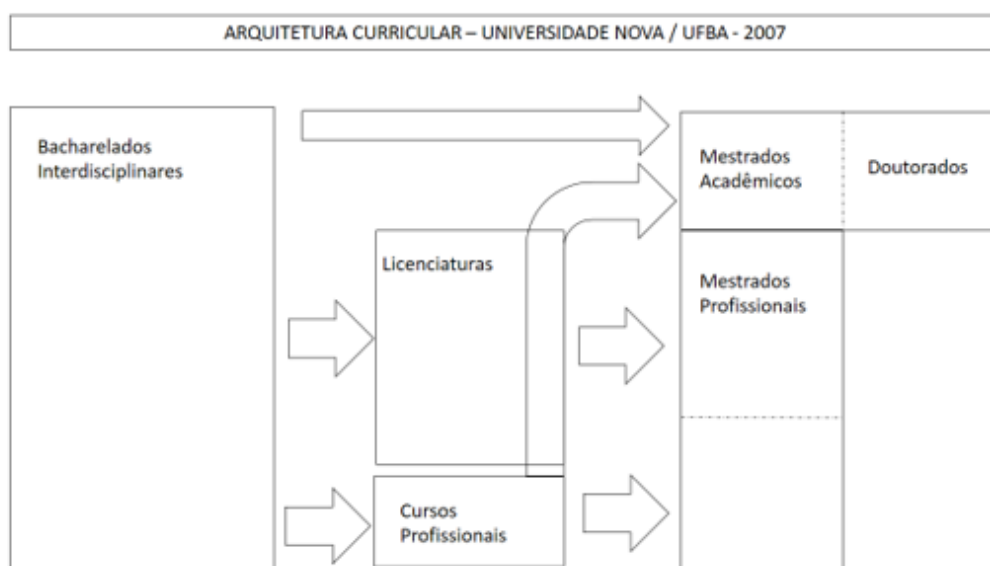 ARQUITETURA CURRICULAR – UNIVERSIDADE NOVA / UFBA - 2007
Bacharelados
Interdisciplinares
Licenciaturas
Cursos
Profissionais
Mestrados
Acadêmicos
Doutorados
Mestrados
Profissionais